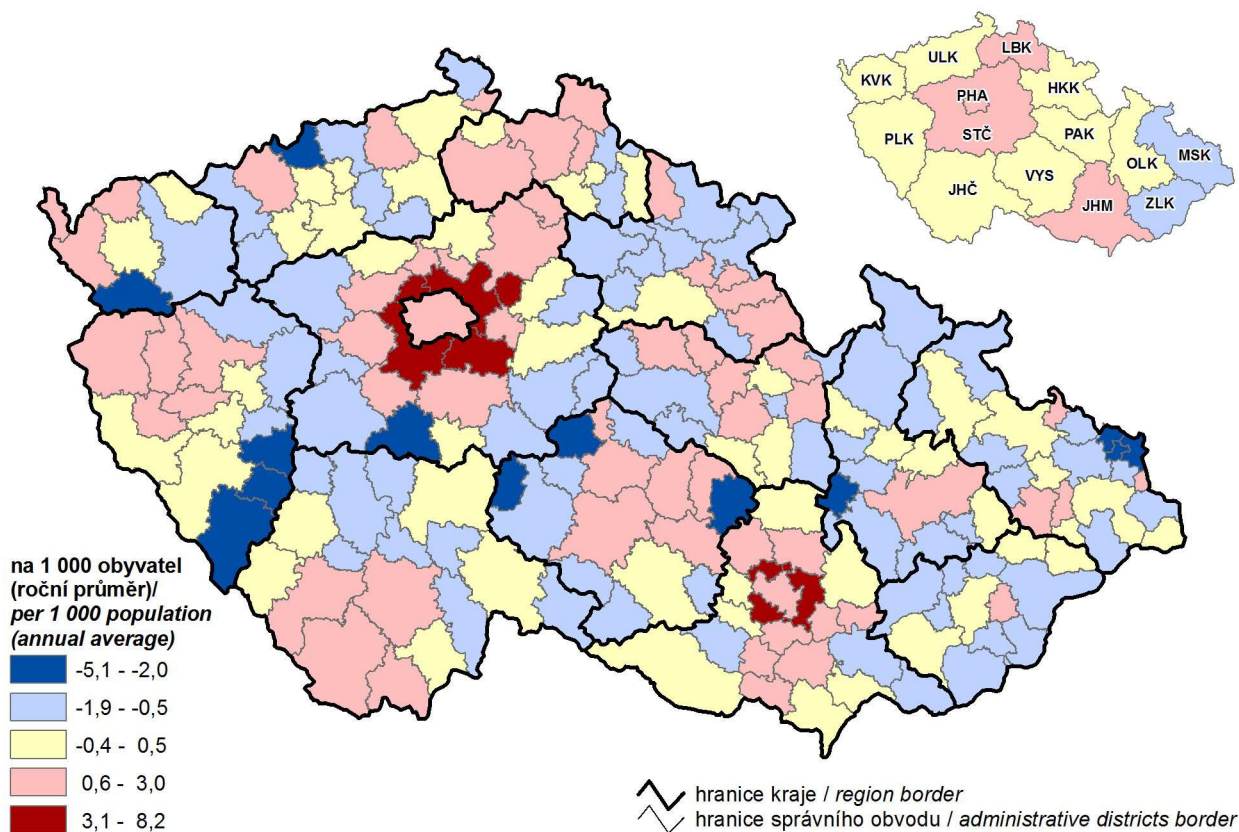 LBK
ULK
KVK
HKK
PHA
STČ
PLK
PAK
OLK
MSK
VYS
JHČ
JHM
ZLK
na 1 000 obyvatel
(roční průměr)/
per 1 000 population
(annual average)
-5,1 - -2,0
-1,9 - -0,5
-0,4 - 0,5
0,6 - 3,0
3,1 - 8,2
hranice kraje / region border
hranice správního obvodu / administrative districts border